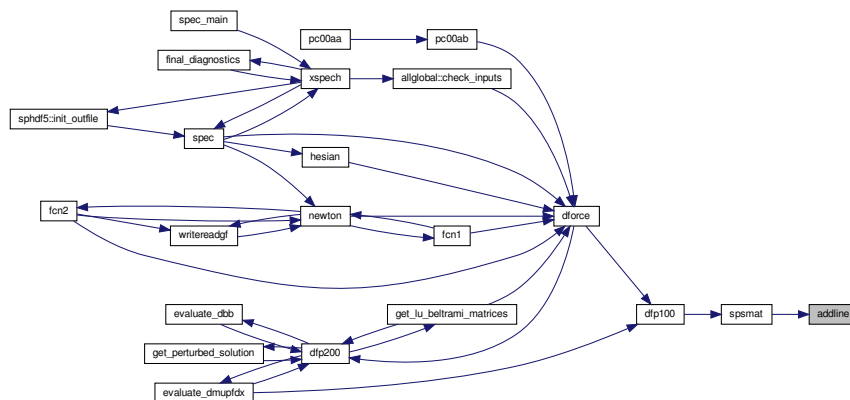 spec_main
pc00aa
pc00ab
final_diagnostics
xspech
allglobal::check_inputs
sphdf5::init_outfile
spec
hesian
fcn2
newton
dforce
writereadgf
fcn1
evaluate_dbb
get_lu_beltrami_matrices
dfp100
spsmat
addline
get_perturbed_solution
dfp200
evaluate_dmupfdx